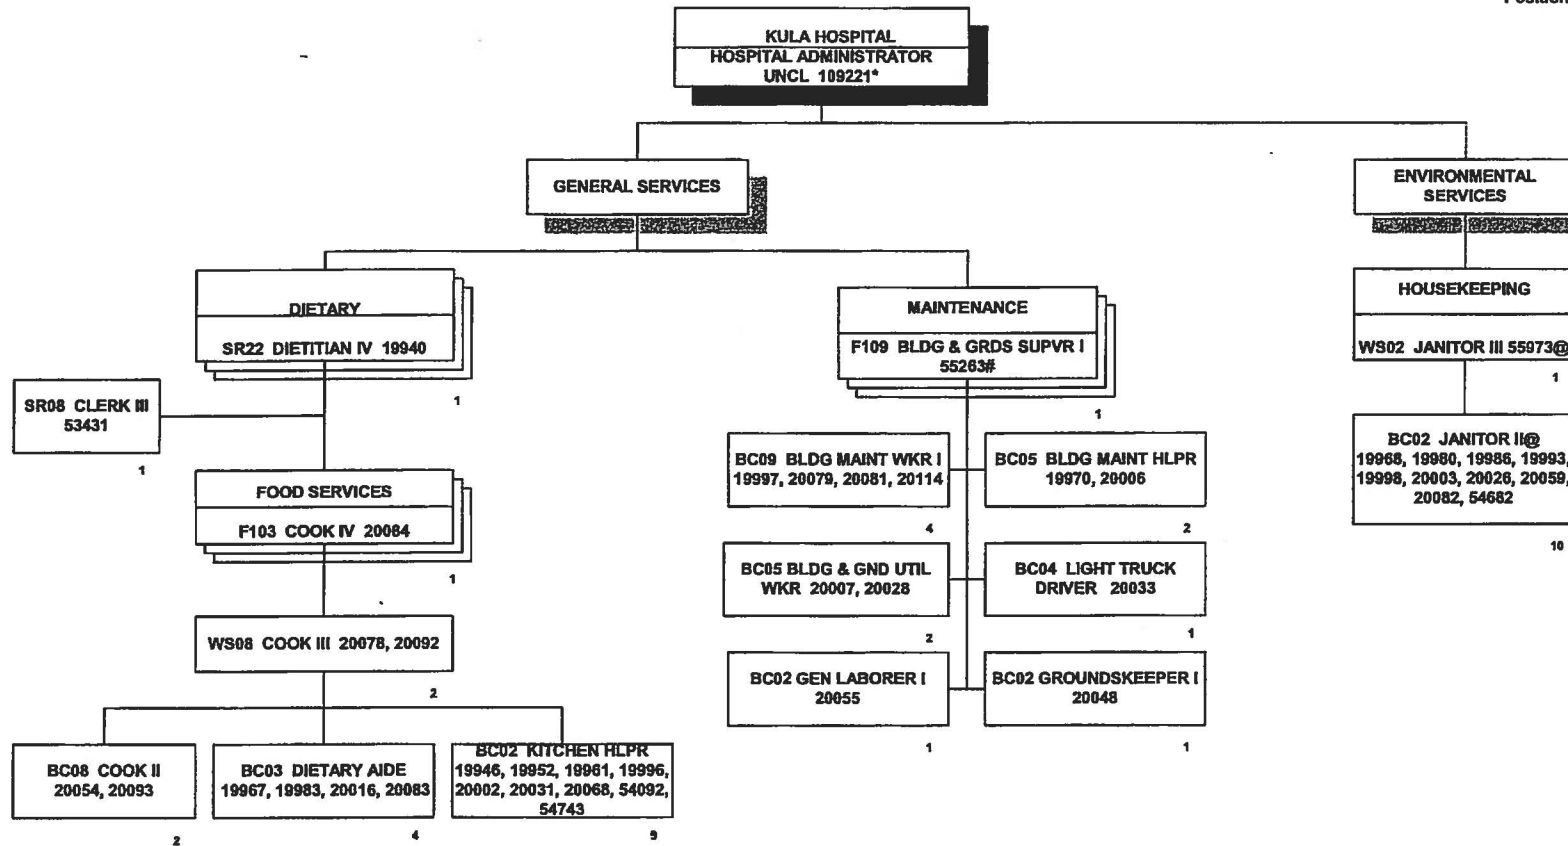 KULA HOSPITAL
HOSPITAL ADMINISTRATOR
UNCL 109221*
GENERAL SERVICES
ENVIRONMENTAL
SERVICES
DIETARY
SR22 DIETITIAN IV 19940
1
MAINTENANCE
F109 BLDG & GRDS SUPVR I
55263#
1
HOUSEKEEPING
WS02 JANITOR III 55973@
1
SR08 CLERK III
53431
1
BC02 JANITOR II@
19968, 19980, 19986, 19993,
19998, 20003, 20026, 20059,
20082, 54682
10
FOOD SERVICES
F103 COOK IV 20084
1
BC09 BLDG MAINT WKR I
19997, 20079, 20081, 20114
4
BC05 BLDG MAINT HLPR
19970, 20006
2
BC05 BLDG & GND UTIL
WKR 20007, 20028
2
BC04 LIGHT TRUCK
DRIVER 20033
1
WS08 COOK III 20078, 20092
2
BC02 GEN LABORER I
20055
1
BC02 GROUNDSKEEPER I
20048
1
BC08 COOK II
20054, 20093
2
BC03 DIETARY AIDE
19967, 19983, 20016, 20083
4
BC02 KITCHEN HLPR
19946, 19952, 19961, 19996,
20002, 20031, 20068, 54092,
54743
9